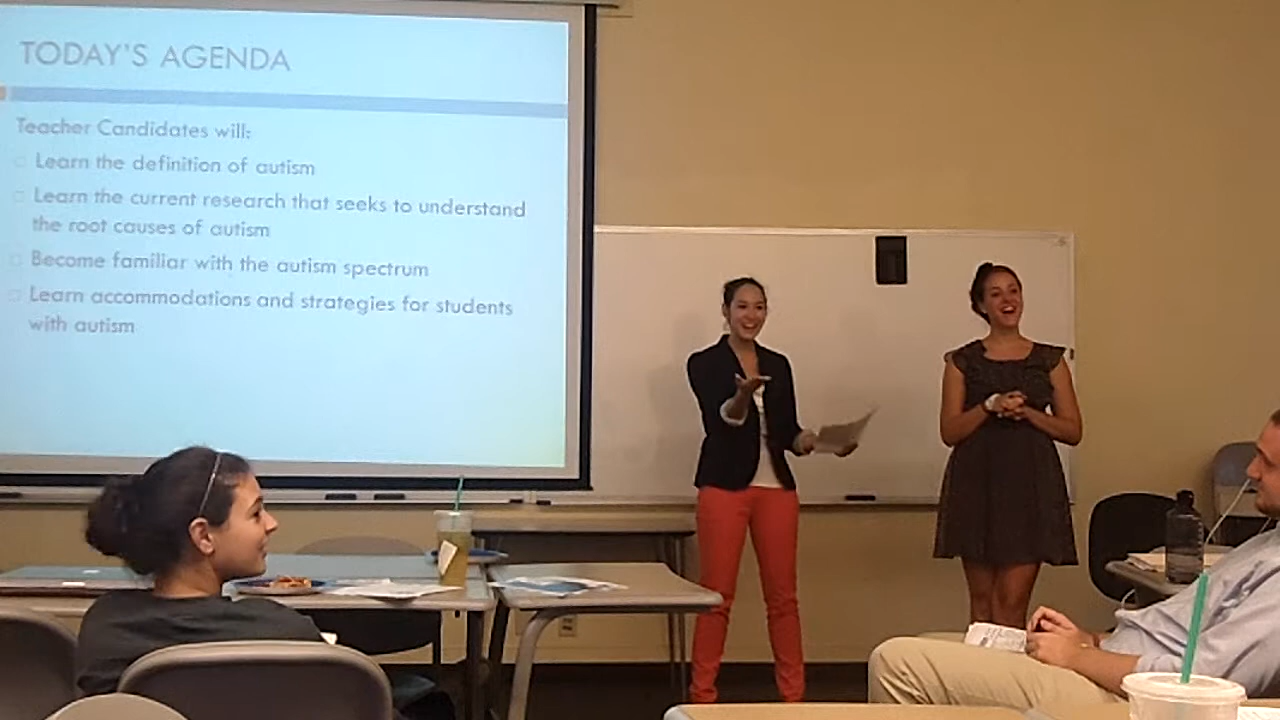 TODAY'S AGENDA
Teacher Candidates will:
Learn the definition of autism
Learn the current research that seeks to understand
the root causes of autism
Become familiar with the autism spectrum
Learn accommodations and strategies for students
with autism